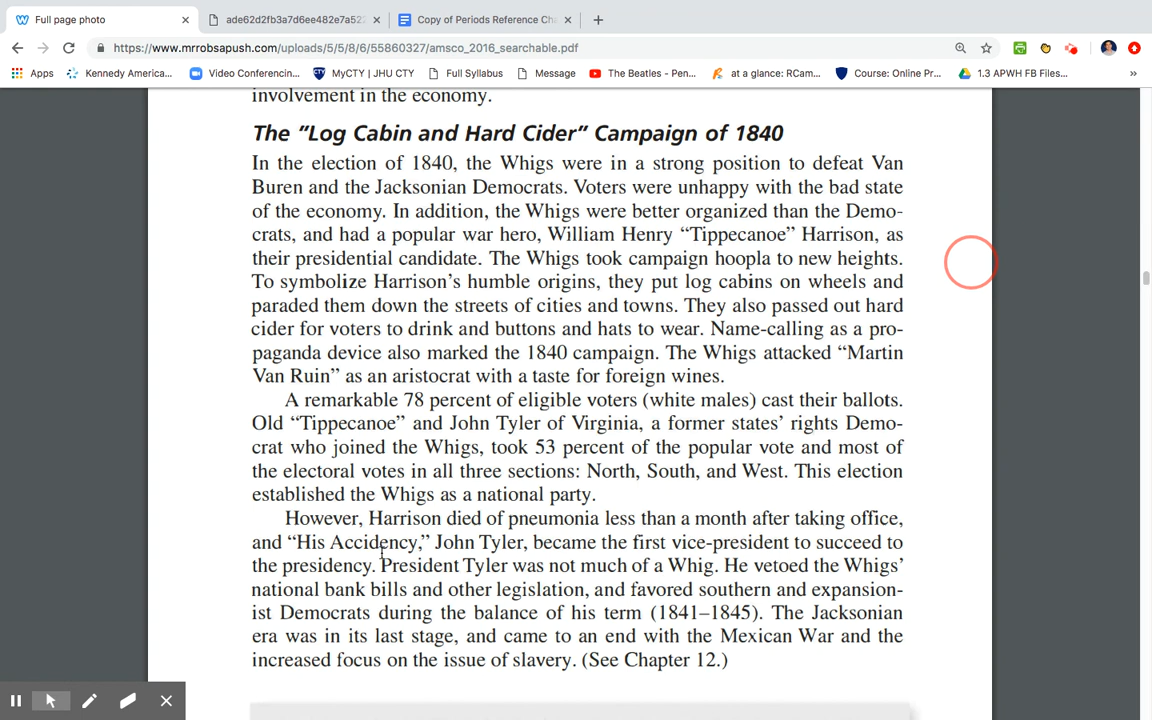 Full page photo
ade62d2fb3a7d6ee482e7a522
Copy of Periods Reference Cha
https://www.mrrobsapush.com/uploads/5/5/8/6/55860327/amsco_2016_searchable.pdf
Apps
Kennedy America...
Video Conferencin...
CTY
MyCTY | JHU CTY
Full Syllabus
Message
The Beatles - Pen...
at a glance: RCam...
Course: Online Pr...
1.3 APWH FB Files...
»
involvement in the economy.
The "Log Cabin and Hard Cider" Campaign of 1840
In the election of 1840, the Whigs were in a strong position to defeat Van
Buren and the Jacksonian Democrats. Voters were unhappy with the bad state
of the economy. In addition, the Whigs were better organized than the Demo-
crats, and had a popular war hero, William Henry “Tippecanoe” Harrison, as
their presidential candidate. The Whigs took campaign hoopla to new heights.
To symbolize Harrison’s humble origins, they put log cabins on wheels and
paraded them down the streets of cities and towns. They also passed out hard
cider for voters to drink and buttons and hats to wear. Name-calling as a pro-
paganda device also marked the 1840 campaign. The Whigs attacked “Martin
Van Ruin” as an aristocrat with a taste for foreign wines.
A remarkable 78 percent of eligible voters (white males) cast their ballots.
Old “Tippecanoe” and John Tyler of Virginia, a former states’ rights Demo-
crat who joined the Whigs, took 53 percent of the popular vote and most of
the electoral votes in all three sections: North, South, and West. This election
established the Whigs as a national party.
However, Harrison died of pneumonia less than a month after taking office,
and “His Accidency,” John Tyler, became the first vice-president to succeed to
the presidency. President Tyler was not much of a Whig. He vetoed the Whigs’
national bank bills and other legislation, and favored southern and expansion-
ist Democrats during the balance of his term (1841–1845). The Jacksonian
era was in its last stage, and came to an end with the Mexican War and the
increased focus on the issue of slavery. (See Chapter 12.)